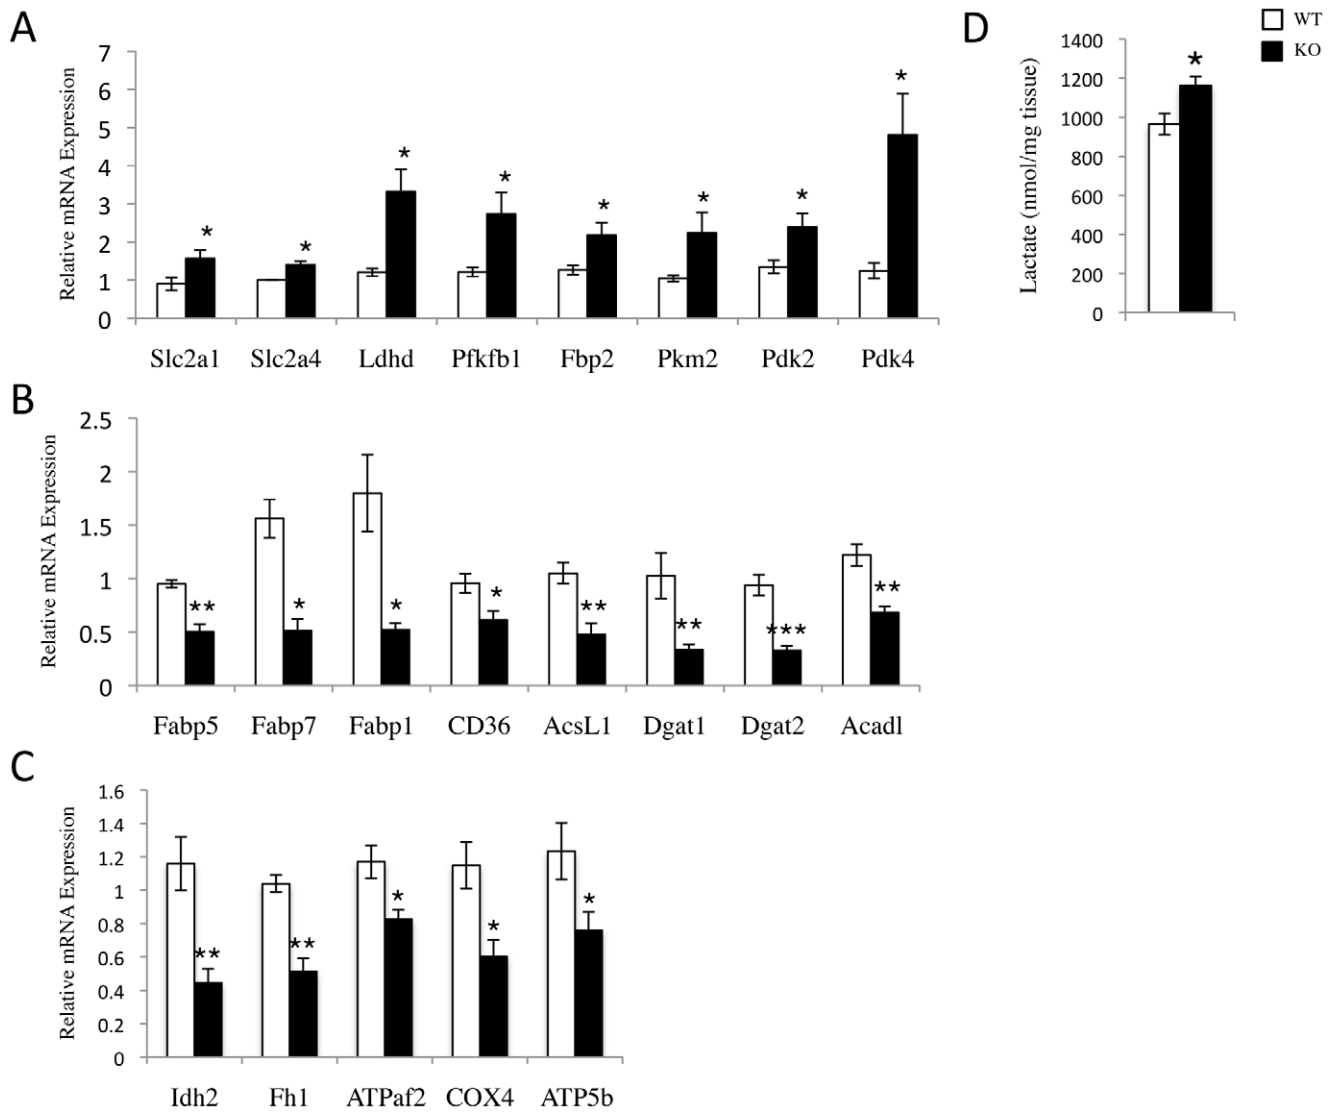 A
Relative mRNA Expression
7
6
5
4
3
2
1
0
*
*
*
*
*
*
*
*
Slc2a1 Slc2a4 Ldhd Pfkfb1 Fbp2 Pkm2 Pdk2 Pdk4
D
Lactate (nmol/mg tissue)
1400
1200
1000
800
600
400
200
0
*
WT
KO
B
Relative mRNA Expression
2.5
2
1.5
1
0.5
0
** * * * ** ** *** **
Fabp5 Fabp7 Fabp1 CD36 AcsL1 Dgat1 Dgat2 Acadl
C
Relative mRNA Expression
1.6
1.4
1.2
1
0.8
0.6
0.4
0.2
0
** ** * * *
Idh2 Fh1 ATPaf2 COX4 ATP5b